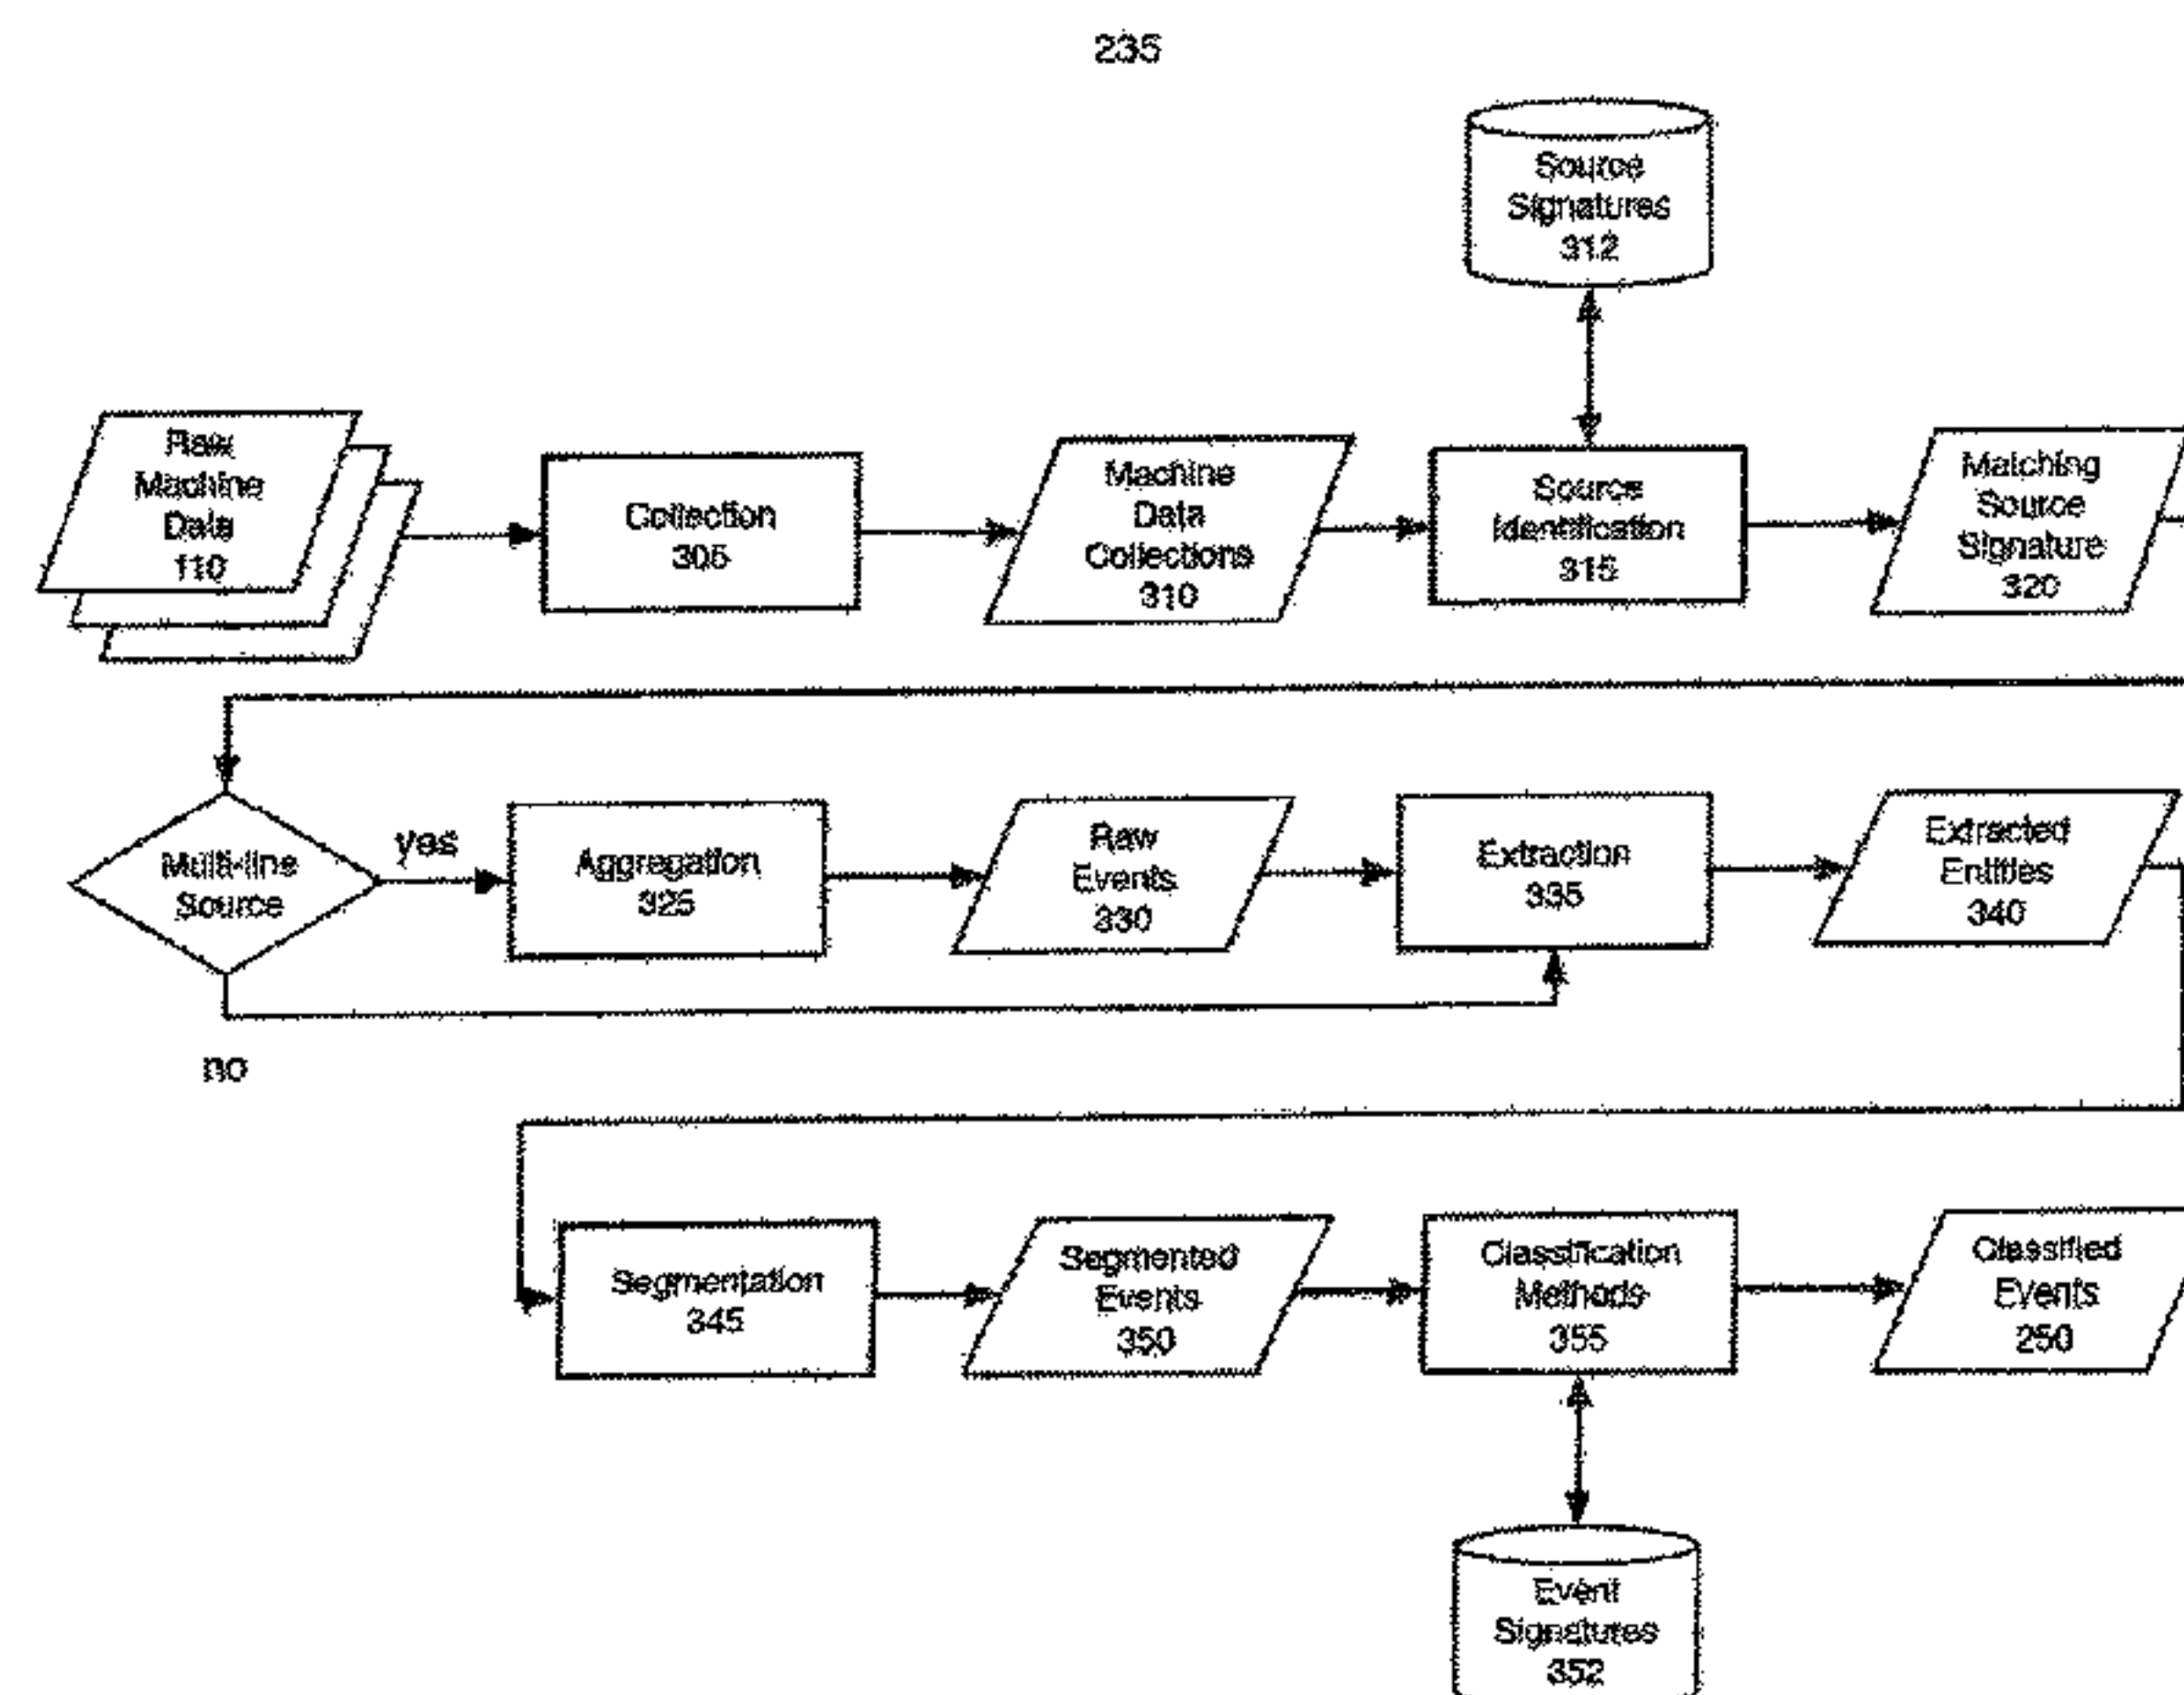 235
Source
Signatures
312
Raw
Machine
Data
110
Collection
305
Machine
Data
Collections
310
Source
Identification
315
Matching
Source
Signature
320
Multi-line
Source
yes
no
Aggregation
325
Raw
Events
330
Extraction
335
Extracted
Entities
340
Segmentation
345
Segmented
Events
350
Classification
Methods
355
Classified
Events
250
Event
Signatures
352